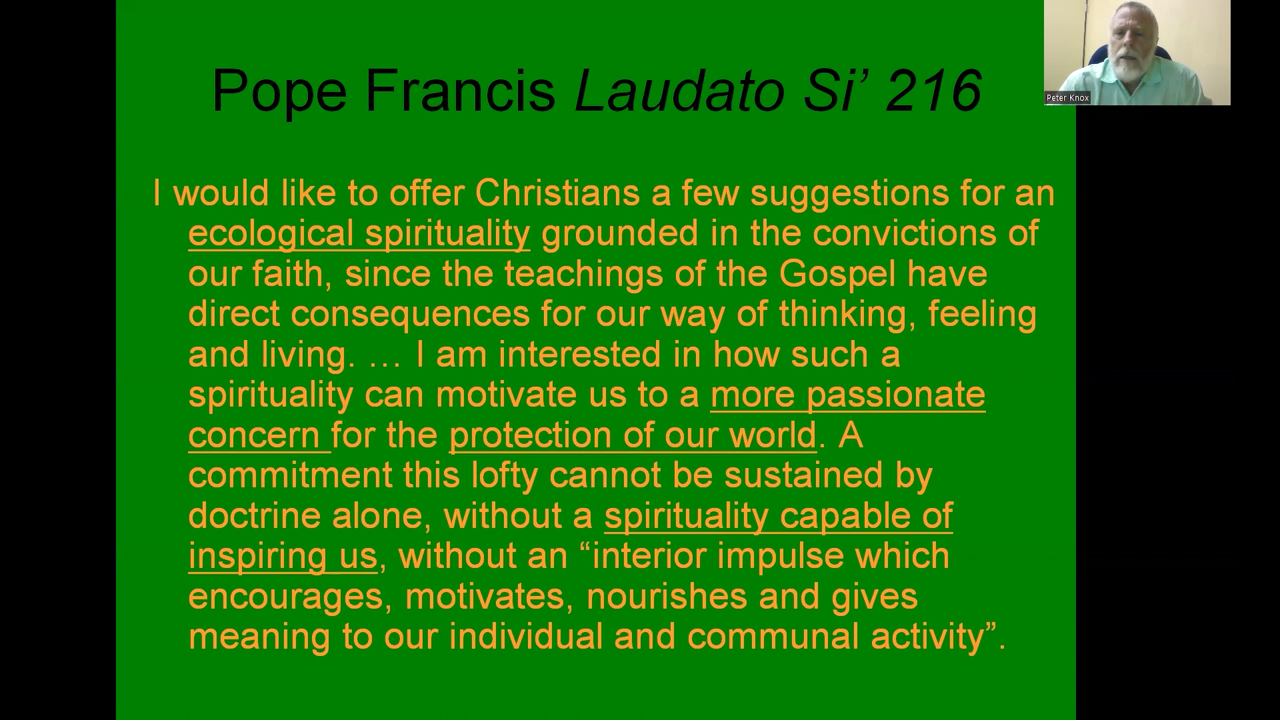 Pope Francis Laudato Si’ 216
Peter Knox
I would like to offer Christians a few suggestions for an
ecological spirituality grounded in the convictions of
our faith, since the teachings of the Gospel have
direct consequences for our way of thinking, feeling
and living. … I am interested in how such a
spirituality can motivate us to a more passionate
concern for the protection of our world. A
commitment this lofty cannot be sustained by
doctrine alone, without a spirituality capable of
inspiring us, without an “interior impulse which
encourages, motivates, nourishes and gives
meaning to our individual and communal activity”.